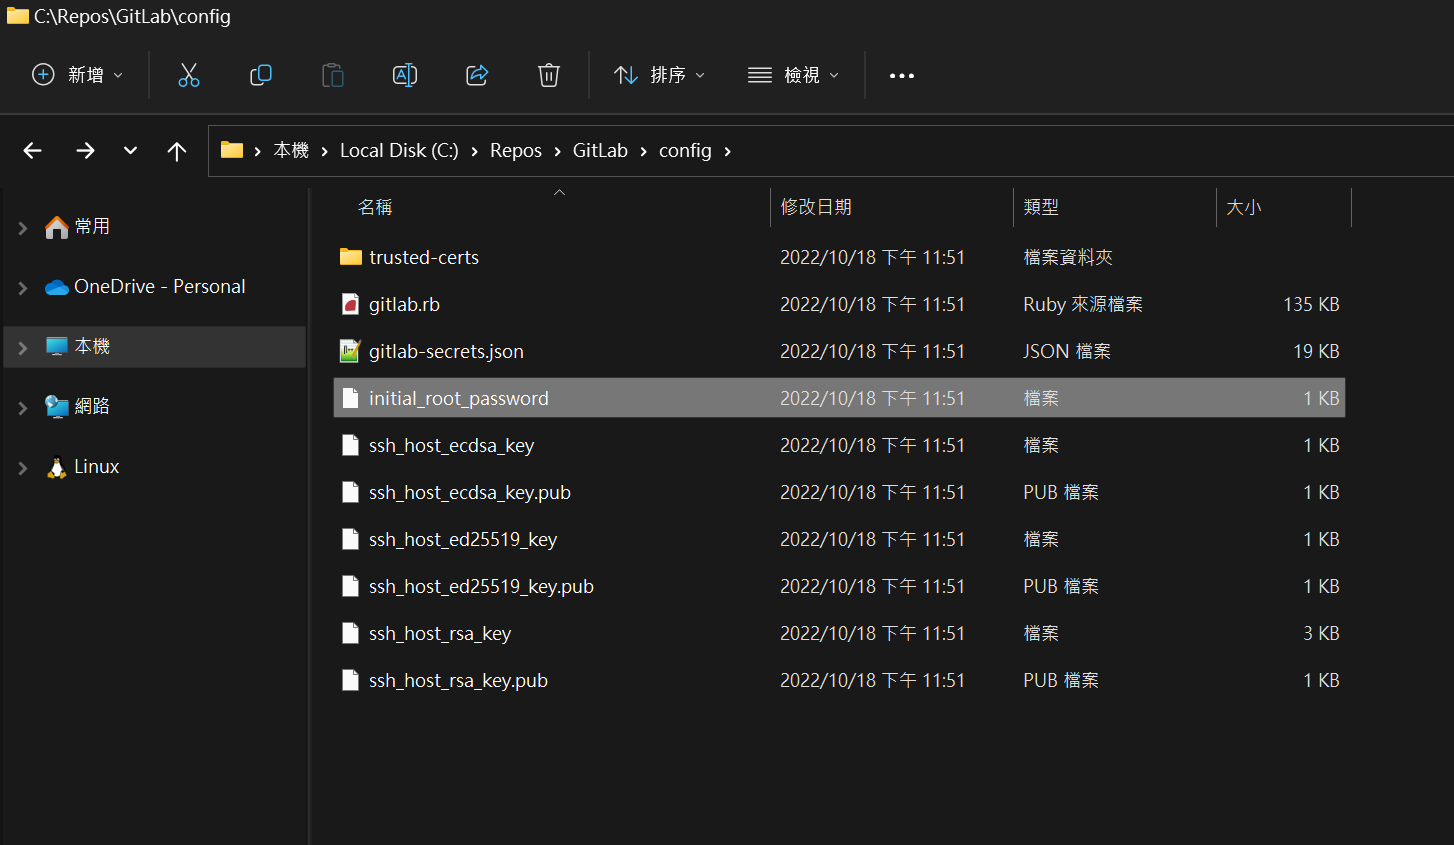 C:\Repos\GitLab\config
新增 排序 檢視
本機 Local Disk (C:) Repos GitLab config
名稱 修改日期 類型 大小
常用
OneDrive - Personal
本機
網路
Linux
trusted-certs 2022/10/18 下午 11:51 檔案資料夾
gitlab.rb 2022/10/18 下午 11:51 Ruby 來源檔案 135 KB
gitlab-secrets.json 2022/10/18 下午 11:51 JSON 檔案 19 KB
initial_root_password 2022/10/18 下午 11:51 檔案 1 KB
ssh_host_ecdsa_key 2022/10/18 下午 11:51 檔案 1 KB
ssh_host_ecdsa_key.pub 2022/10/18 下午 11:51 PUB 檔案 1 KB
ssh_host_ed25519_key 2022/10/18 下午 11:51 檔案 1 KB
ssh_host_ed25519_key.pub 2022/10/18 下午 11:51 PUB 檔案 1 KB
ssh_host_rsa_key 2022/10/18 下午 11:51 檔案 3 KB
ssh_host_rsa_key.pub 2022/10/18 下午 11:51 PUB 檔案 1 KB